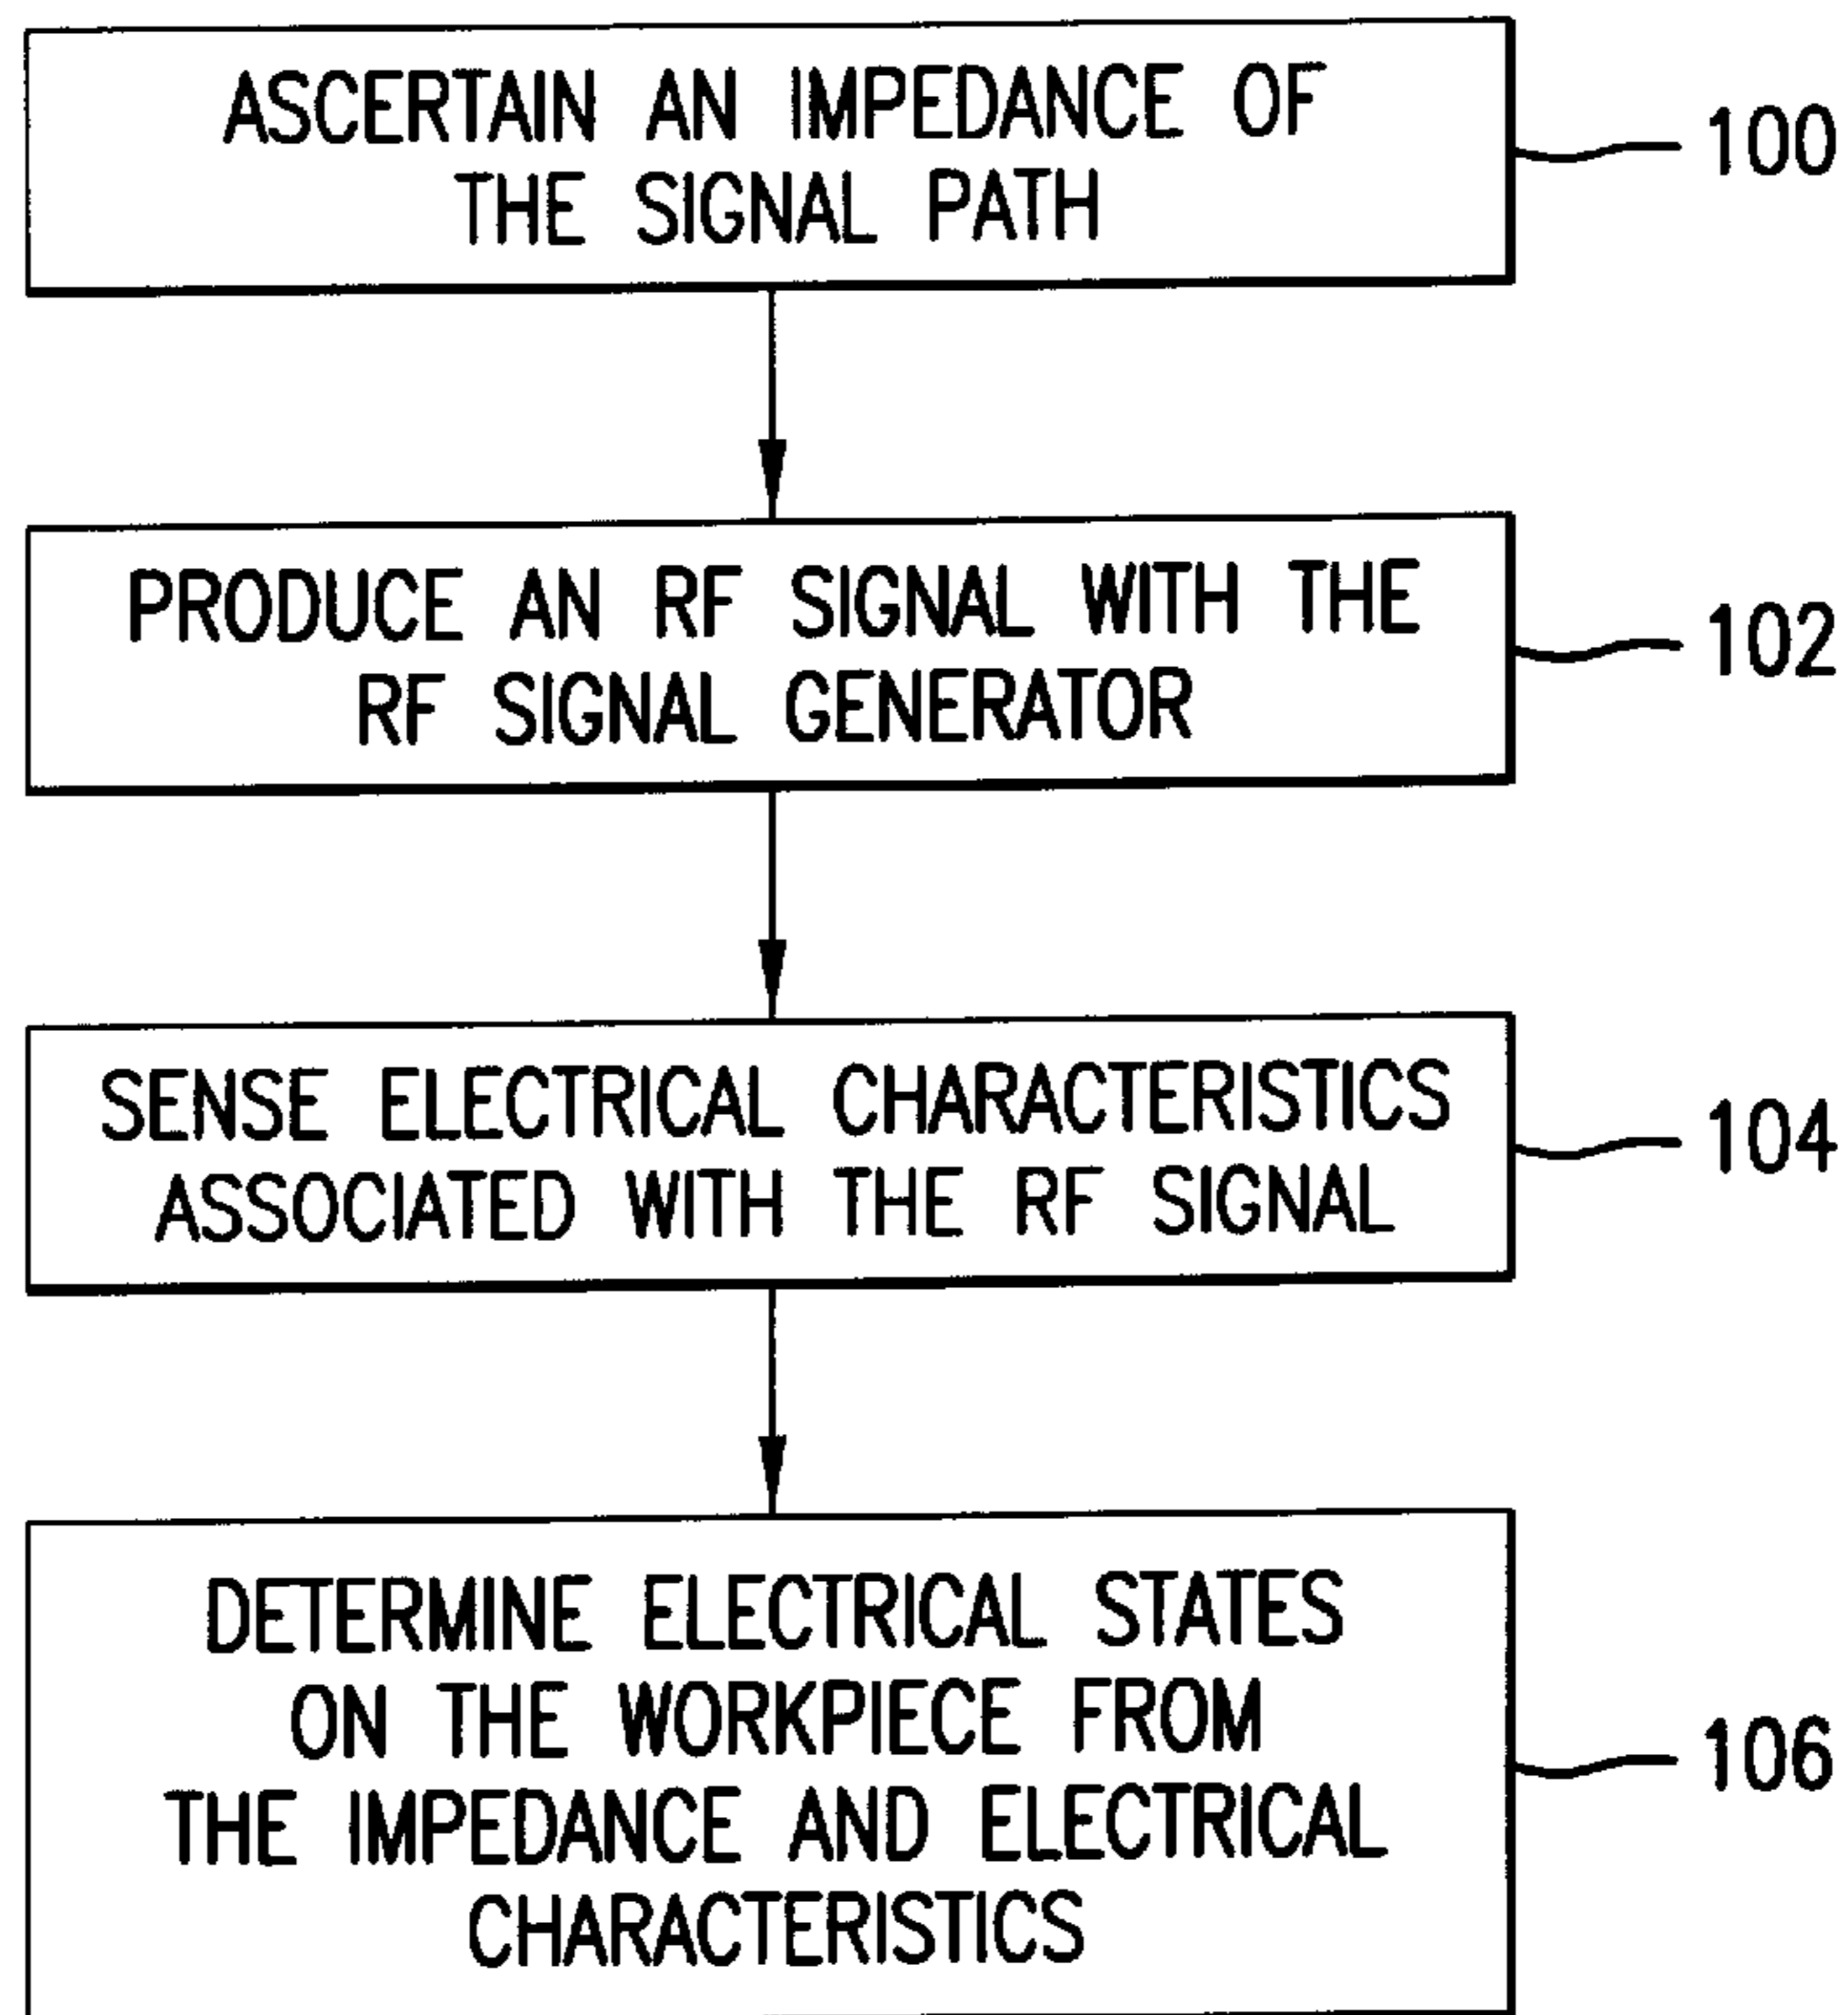 ASCERTAIN AN IMPEDANCE OF
THE SIGNAL PATH
100
PRODUCE AN RF SIGNAL WITH THE
RF SIGNAL GENERATOR
102
SENSE ELECTRICAL CHARACTERISTICS
ASSOCIATED WITH THE RF SIGNAL
104
DETERMINE ELECTRICAL STATES
ON THE WORKPIECE FROM
THE IMPEDANCE AND ELECTRICAL
CHARACTERISTICS
106